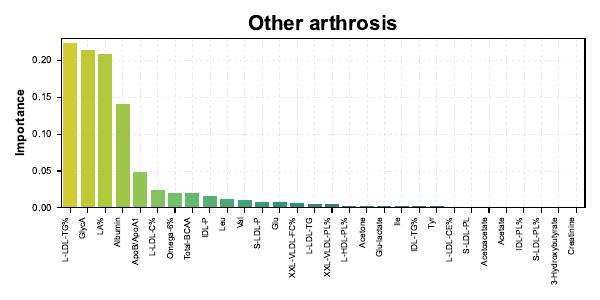 Other arthrosis
Importance
0.20
0.15
0.10
0.05
0.00
L-LDL-TG%
GlycA
LA%
Albumin
ApoB/ApoA1
L-LDL-C%
Omega-6%
Total-BCAA
IDL-P
Leu
Val
S-LDL-P
Glu
XXL-VLDL-FC%
L-LDL-TG
XXL-VLDL-PL%
L-HDL-PL%
Acetone
Glu-lactate
Ile
IDL-TG%
Tyr
L-LDL-CE%
S-LDL-PL
Acetoacetate
Acetate
IDL-PL%
S-LDL-PL%
3-Hydroxybutyrate
Creatinine